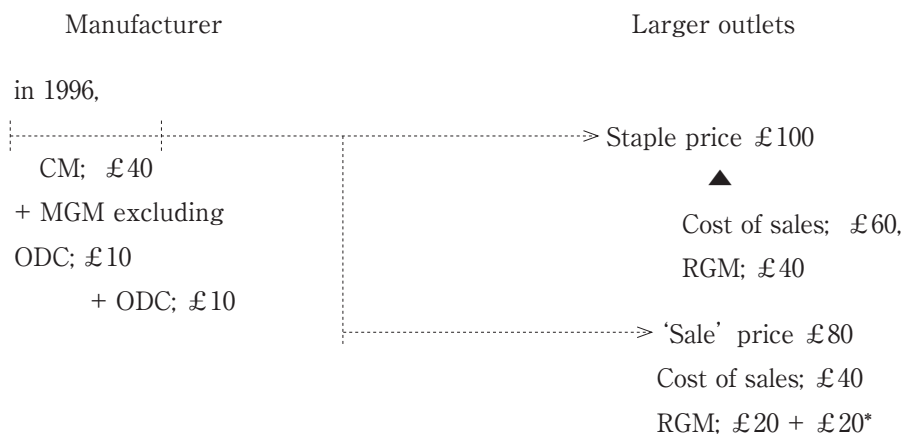 Manufacturer Larger outlets
in 1996,
Staple price £100
CM; £40
▲
+ MGM excluding
Cost of sales; £60,
ODC; £10
RGM; £40
+ ODC; £10
‘Sale’ price £80
Cost of sales; £40
RGM; £20 + £20*